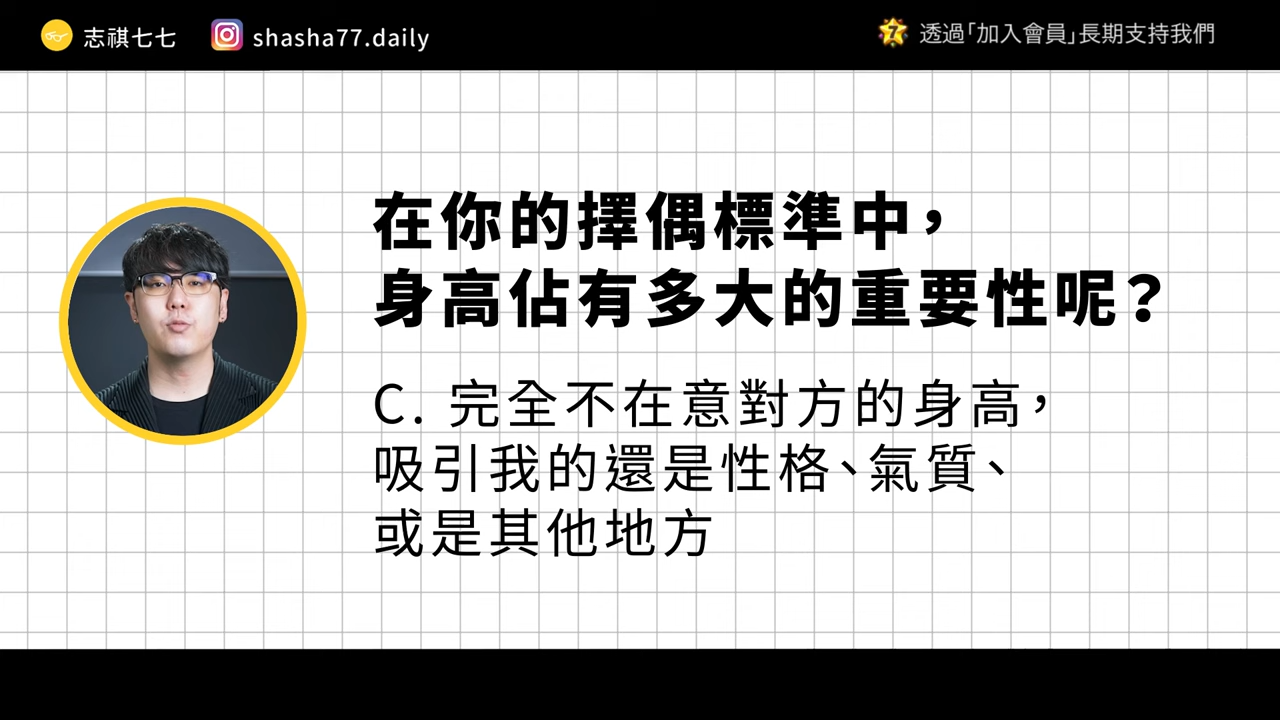 志祺七七
shasha77.daily
7
透過「加入會員」長期支持我們
在你的擇偶標準中，
身高佔有多大的重要性呢？
C. 完全不在意對方的身高，
吸引我的還是性格、氣質、
或是其他地方